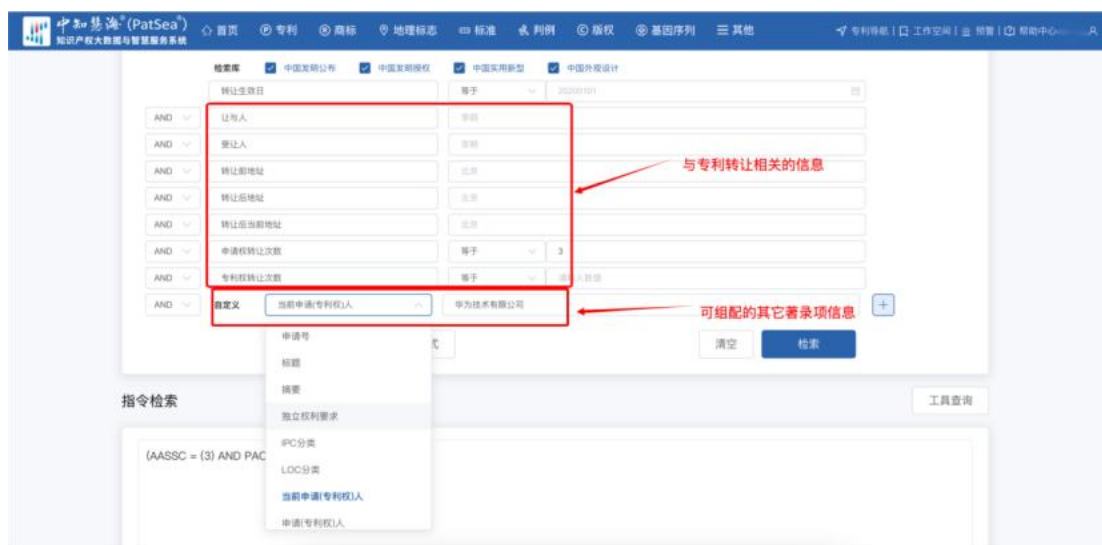 中知慧海®(PatSea®)
知识产权大数据与智慧服务系统
首页 专利 商标 地理标志 标准 判例 版权 基因序列 其他 专利导航 | 工作空间 | 预警 | 帮助中心
检索库 中国发明公布 中国发明授权 中国实用新型 中国外观设计
转让生效日 等于 20200101
AND 让与人 李明
AND 受让人
AND 转让前地址 北京
AND 转让后地址 北京
AND 转让后当前地址 北京
AND 申请权转让次数 等于 3
AND 专利权转让次数 等于
与专利转让相关的信息
AND 自定义 当前申请(专利权)人 华为技术有限公司
可组配的其它著录项信息
申请号
标题
摘要
独立权利要求
IPC分类
LOC分类
当前申请(专利权)人
申请(专利权)人
式 清空 检索
指令检索 工具查询
(AASSC = (3) AND PAC